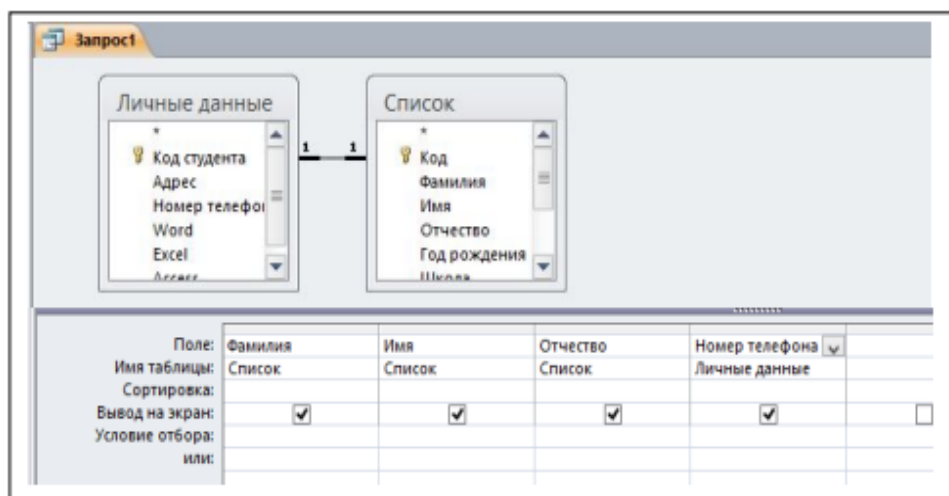 Запрос1
Личные данные
*
Код студента
Адрес
Номер телефо
Word
Excel
Access
1 1
Список
*
Код
Фамилия
Имя
Отчество
Год рождения
Школа
Поле: Фамилия Имя Отчество Номер телефона
Имя таблицы: Список Список Список Личные данные
Сортировка:
Вывод на экран:
Условие отбора:
или: